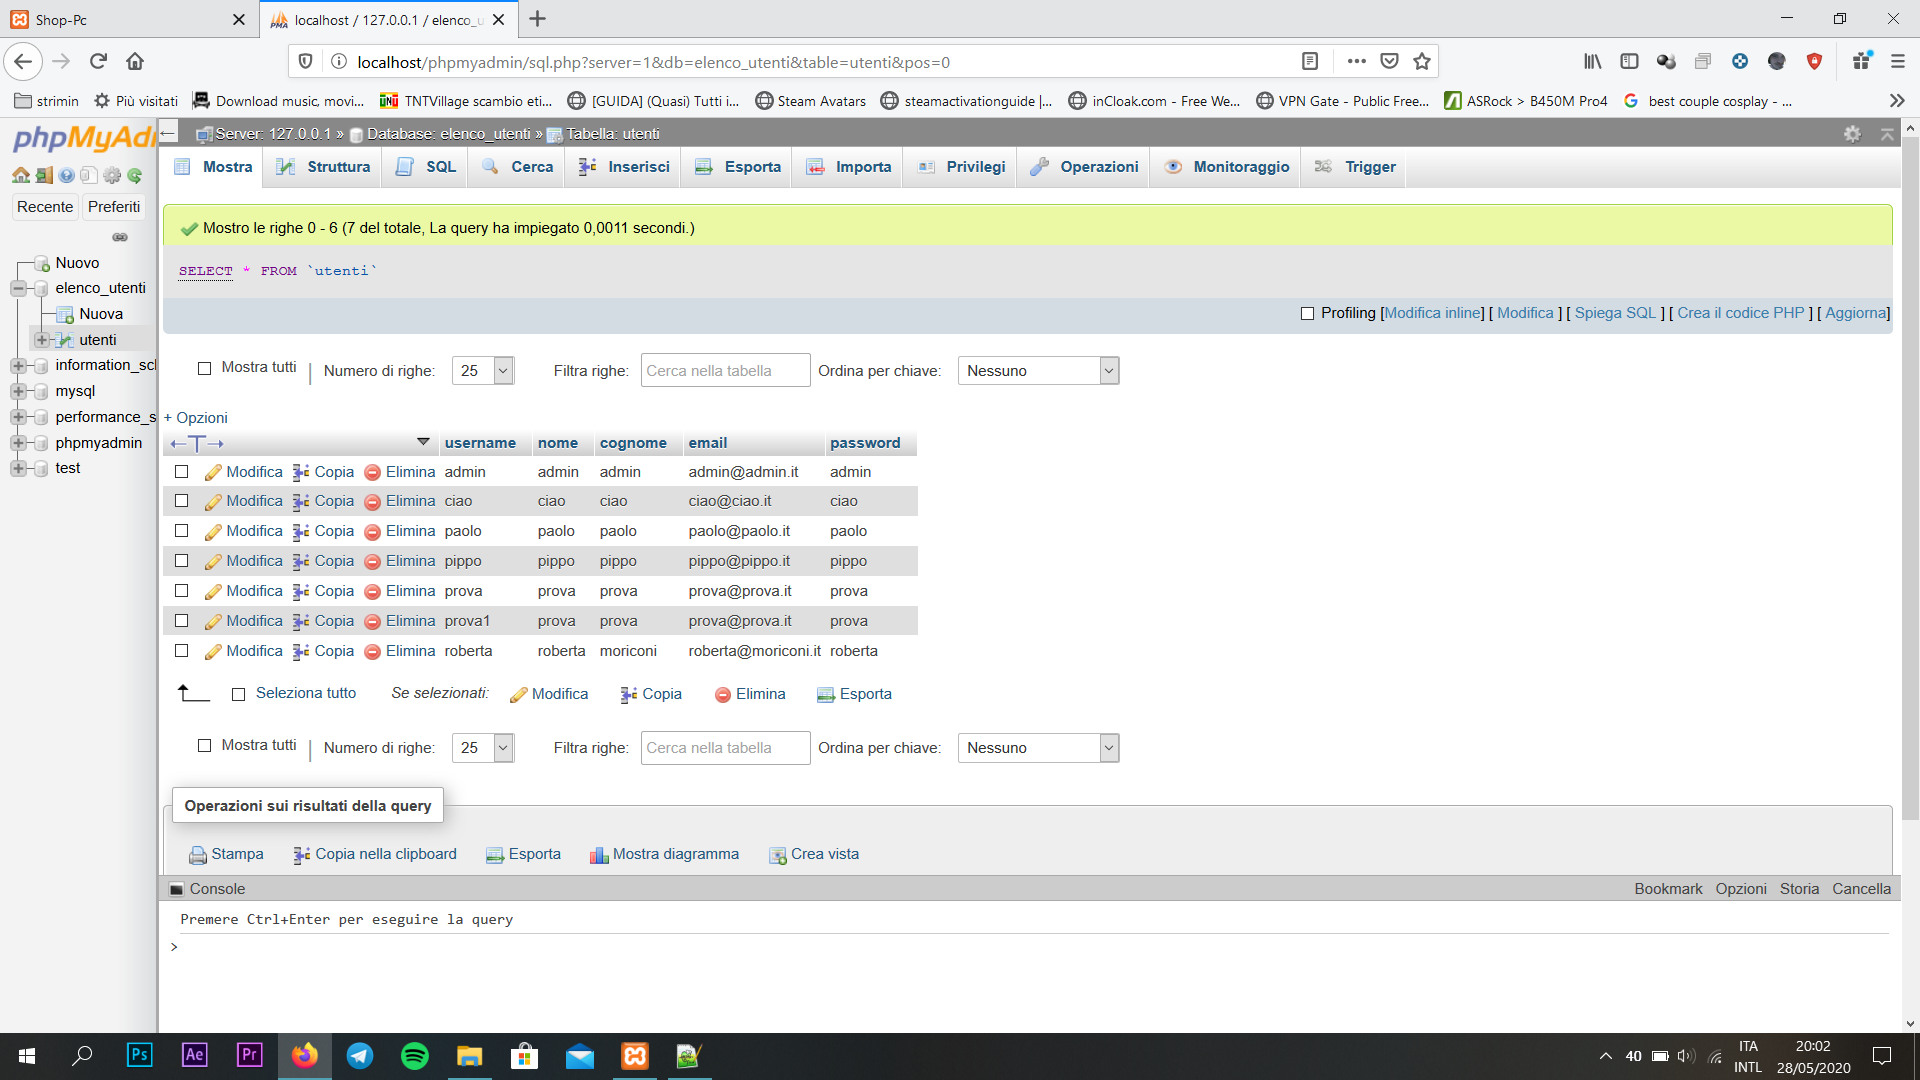 Shop-Pc
localhost / 127.0.0.1 / elenco_u
localhost/phpmyadmin/sql.php?server=1&db=elenco_utenti&table=utenti&pos=0
strimin Più visitati Download music, movi... TNTVillage scambio eti... [GUIDA] (Quasi) Tutti i... Steam Avatars steamactivationguide |... inCloak.com - Free We... VPN Gate - Public Free... ASRock > B450M Pro4 best couple cosplay - ...
phpMyAdm
Recente Preferiti
Nuovo
elenco_utenti
Nuova
utenti
information_scl
mysql
performance_s
phpmyadmin
test
Server: 127.0.0.1 » Database: elenco_utenti » Tabella: utenti
Mostra Struttura SQL Cerca Inserisci Esporta Importa Privilegi Operazioni Monitoraggio Trigger
Mostro le righe 0 - 6 (7 del totale, La query ha impiegato 0,0011 secondi.)
SELECT * FROM `utenti`
Profiling [Modifica inline] [ Modifica ] [ Spiega SQL ] [ Crea il codice PHP ] [ Aggiorna]
Mostra tutti | Numero di righe: 25 Filtra righe: Cerca nella tabella Ordina per chiave: Nessuno
+ Opzioni
←T→ username nome cognome email password
Modifica Copia Elimina admin admin admin admin@admin.it admin
Modifica Copia Elimina ciao ciao ciao ciao@ciao.it ciao
Modifica Copia Elimina paolo paolo paolo paolo@paolo.it paolo
Modifica Copia Elimina pippo pippo pippo pippo@pippo.it pippo
Modifica Copia Elimina prova prova prova prova@prova.it prova
Modifica Copia Elimina prova1 prova prova prova@prova.it prova
Modifica Copia Elimina roberta roberta moriconi roberta@moriconi.it roberta
Seleziona tutto Se selezionati: Modifica Copia Elimina Esporta
Mostra tutti | Numero di righe: 25 Filtra righe: Cerca nella tabella Ordina per chiave: Nessuno
Operazioni sui risultati della query
Stampa Copia nella clipboard Esporta Mostra diagramma Crea vista
Console Bookmark Opzioni Storia Cancella
Premere Ctrl+Enter per eseguire la query
>
Ps Ae Pr 40 ITA INTL 20:02 28/05/2020